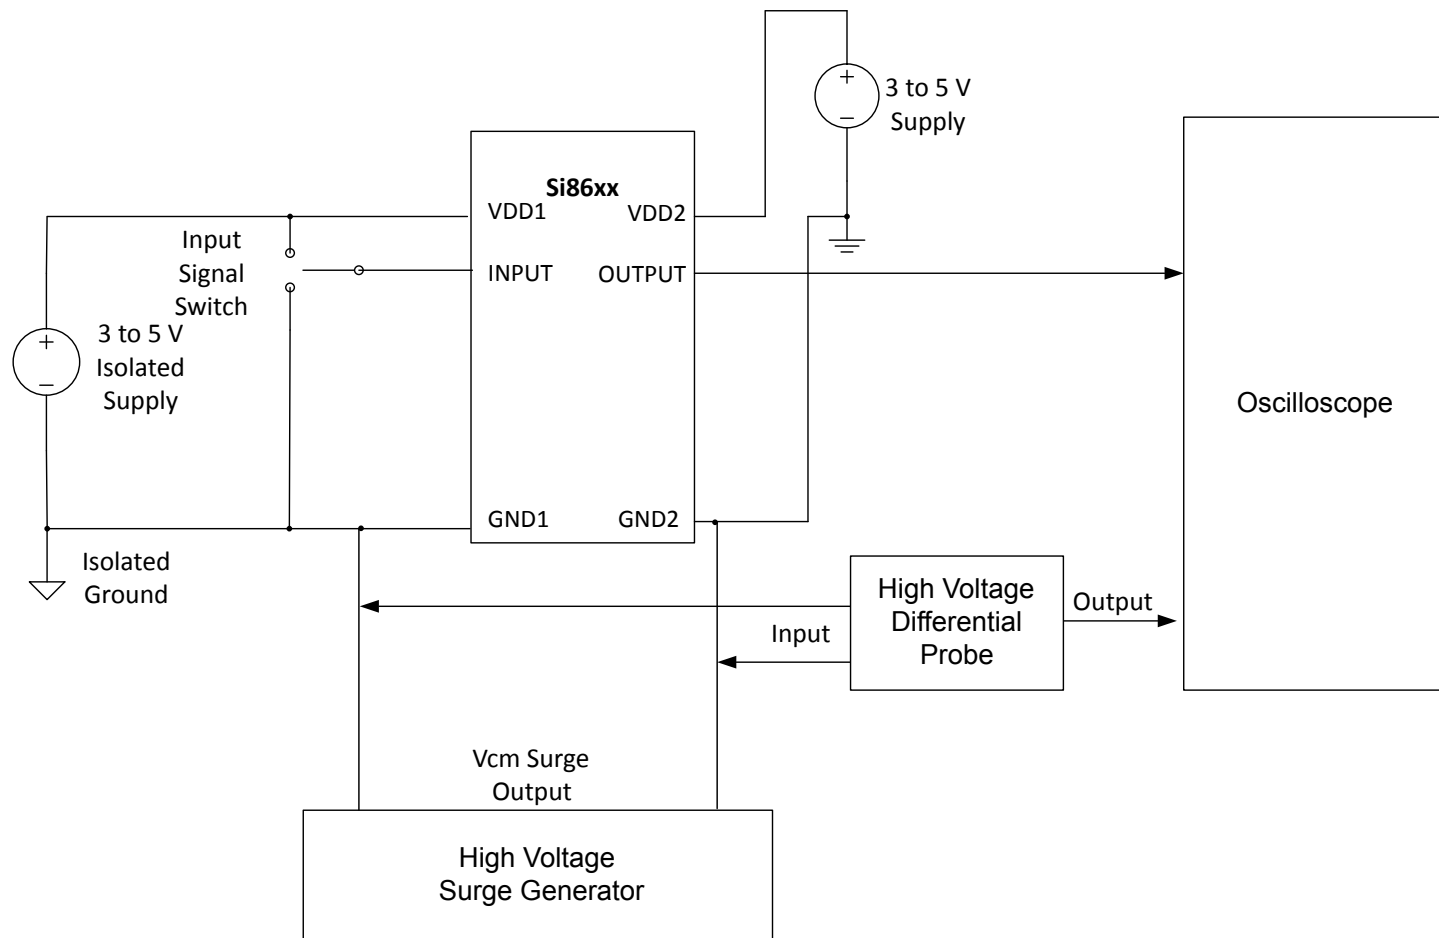 3 to 5 V
Supply
Si86xx
VDD1
VDD2
Input
Signal
Switch
INPUT
OUTPUT
3 to 5 V
Isolated
Supply
Oscilloscope
GND1
GND2
Isolated
Ground
High Voltage
Differential
Probe
Input
Output
Vcm Surge
Output
High Voltage
Surge Generator